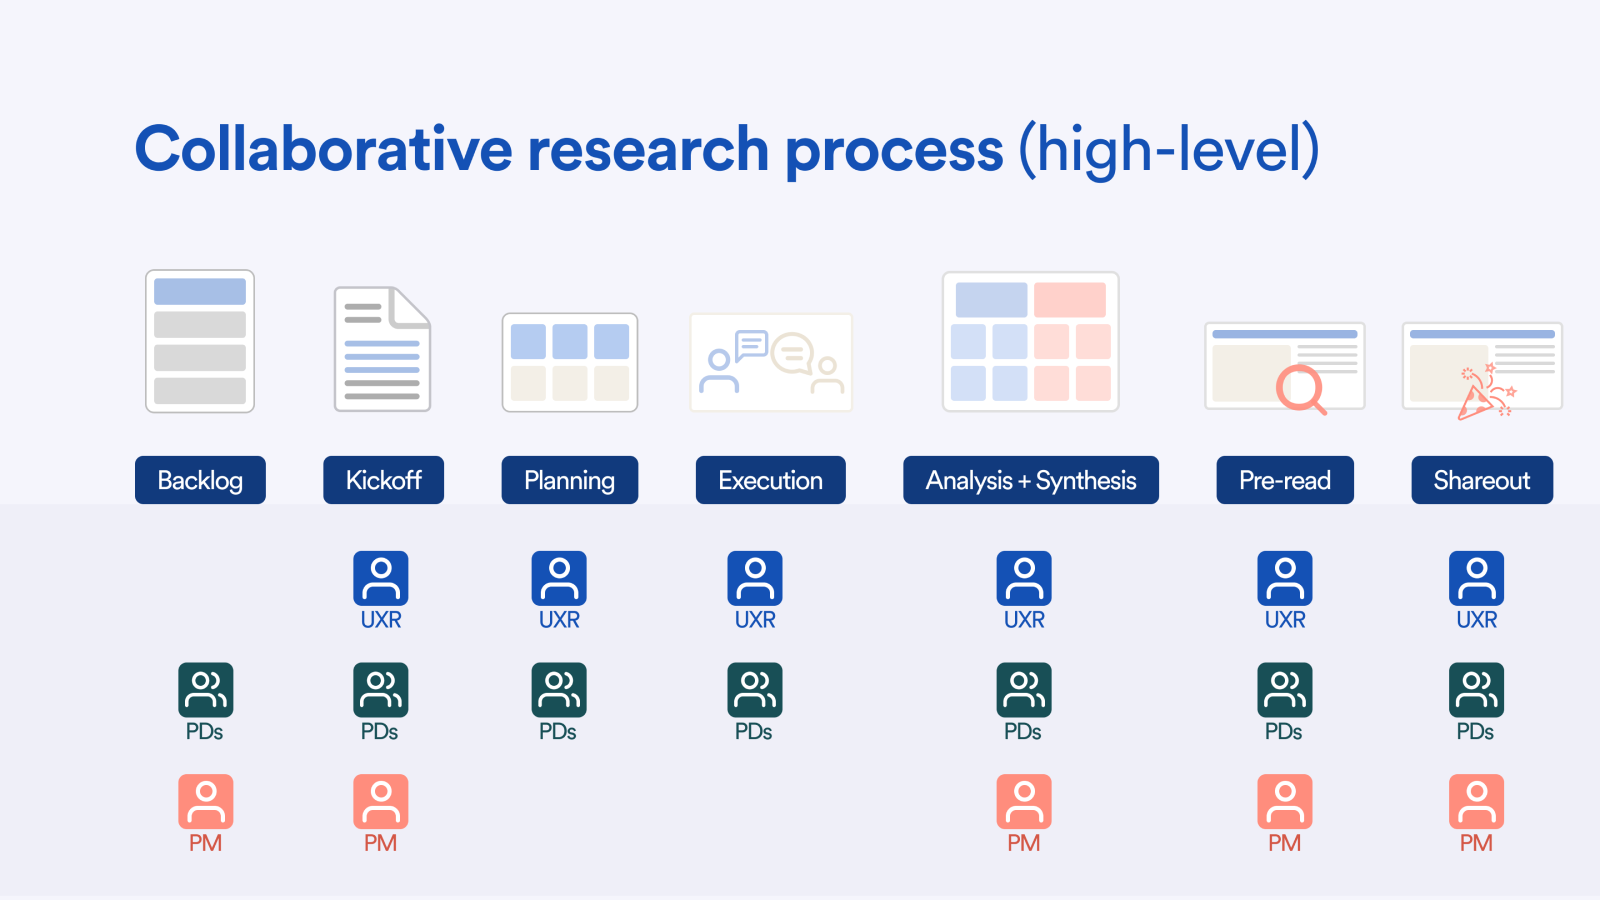 Collaborative research process (high-level)
Backlog Kickoff Planning Execution Analysis + Synthesis Pre-read Shareout
UXR UXR UXR UXR UXR UXR
PDs PDs PDs PDs PDs PDs PDs
PM PM PM PM PM